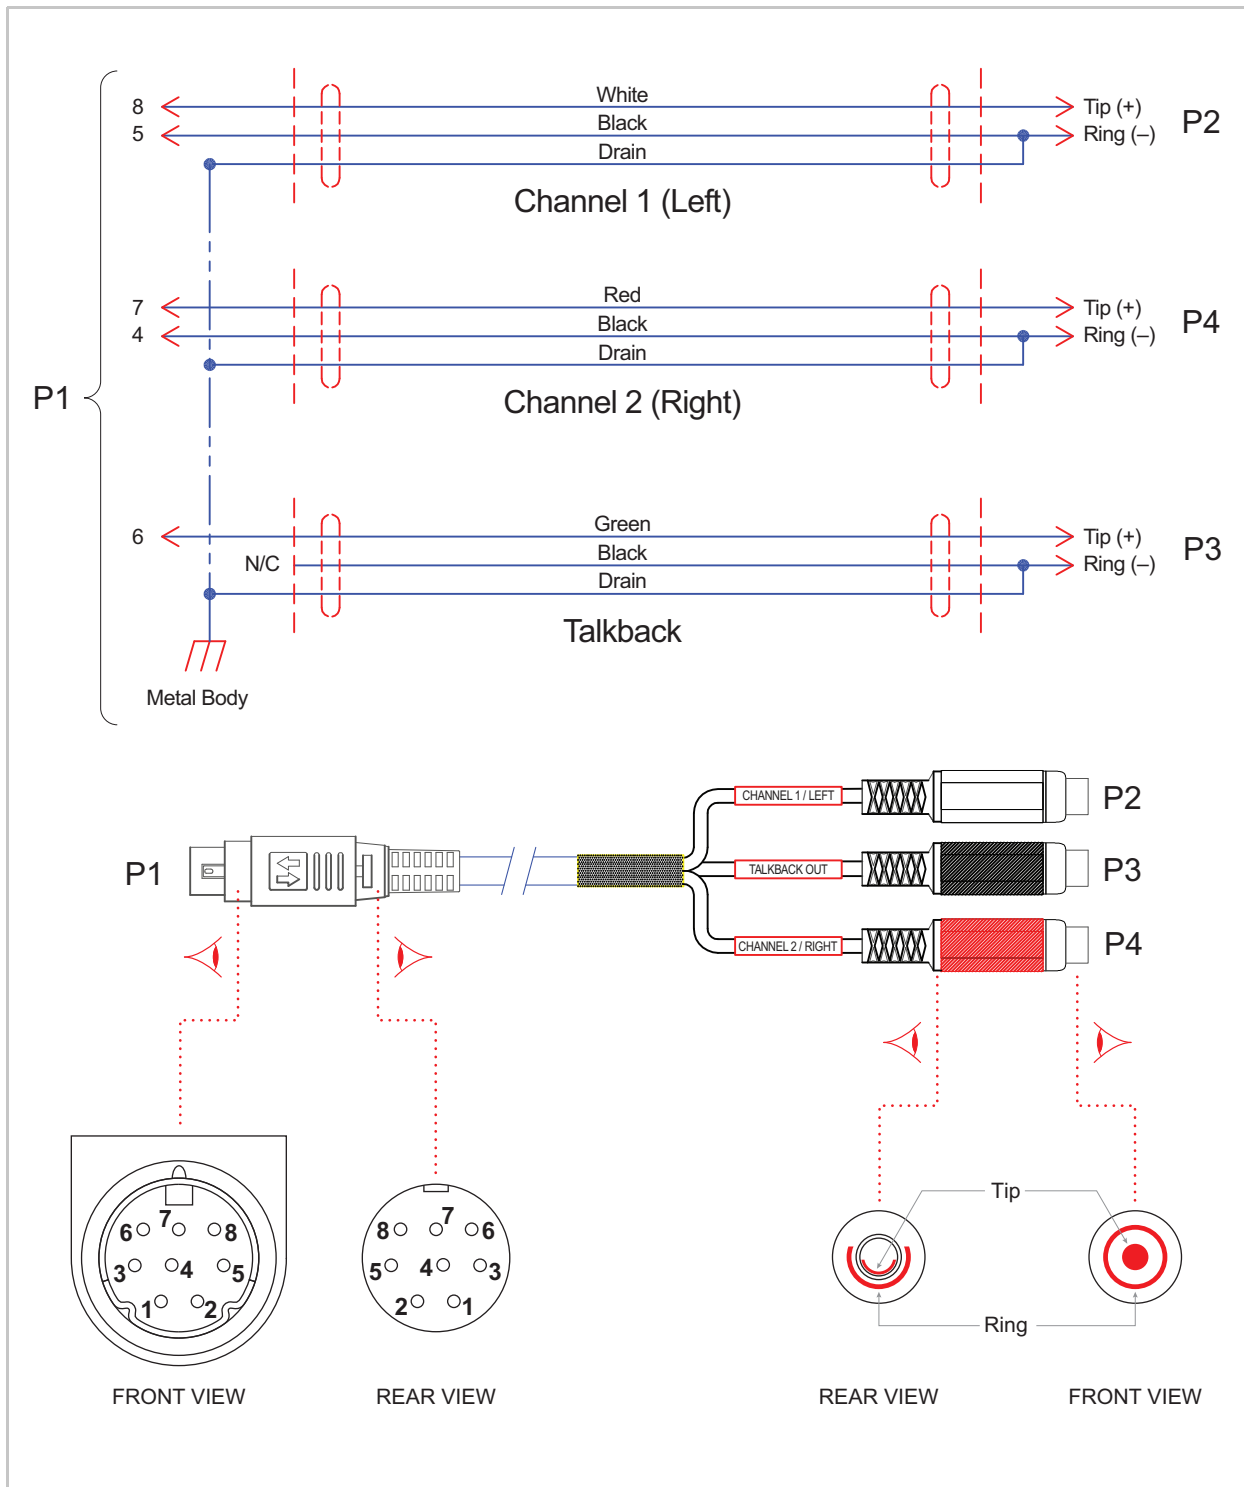 White
8
Tip (+)
P2
Black
5
Ring (–)
Drain
Channel 1 (Left)
Red
7
Tip (+)
P4
Black
4
Ring (–)
Drain
P1
Channel 2 (Right)
Green
6
Tip (+)
P3
Black
N/C
Ring (–)
Drain
Talkback
Metal Body
CHANNEL 1 / LEFT
P2
P1
TALKBACK OUT
P3
CHANNEL 2 / RIGHT
P4
6 7 8
3 4 5
1 2
8 7 6
5 4 3
2 1
Tip
Ring
FRONT VIEW
REAR VIEW
REAR VIEW
FRONT VIEW